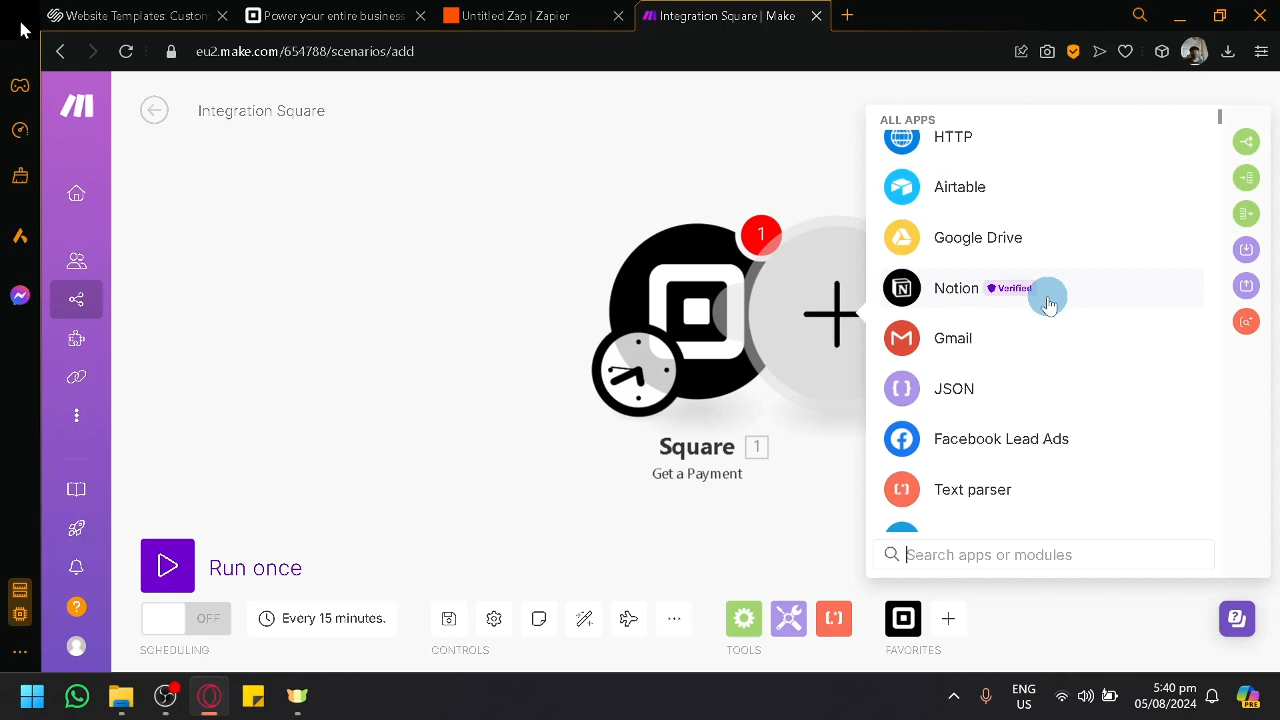 Website Templates: Custom
Power your entire business
Untitled Zap | Zapier
Integration Square | Make
eu2.make.com/654788/scenarios/add
Integration Square
ALL APPS
HTTP
Airtable
Google Drive
Notion Verified
Gmail
JSON
Facebook Lead Ads
Text parser
Search apps or modules
1
Square 1
Get a Payment
Run once
OFF
Every 15 minutes.
SCHEDULING
CONTROLS
TOOLS
FAVORITES
ENG
US
5:40 pm
05/08/2024
PRE